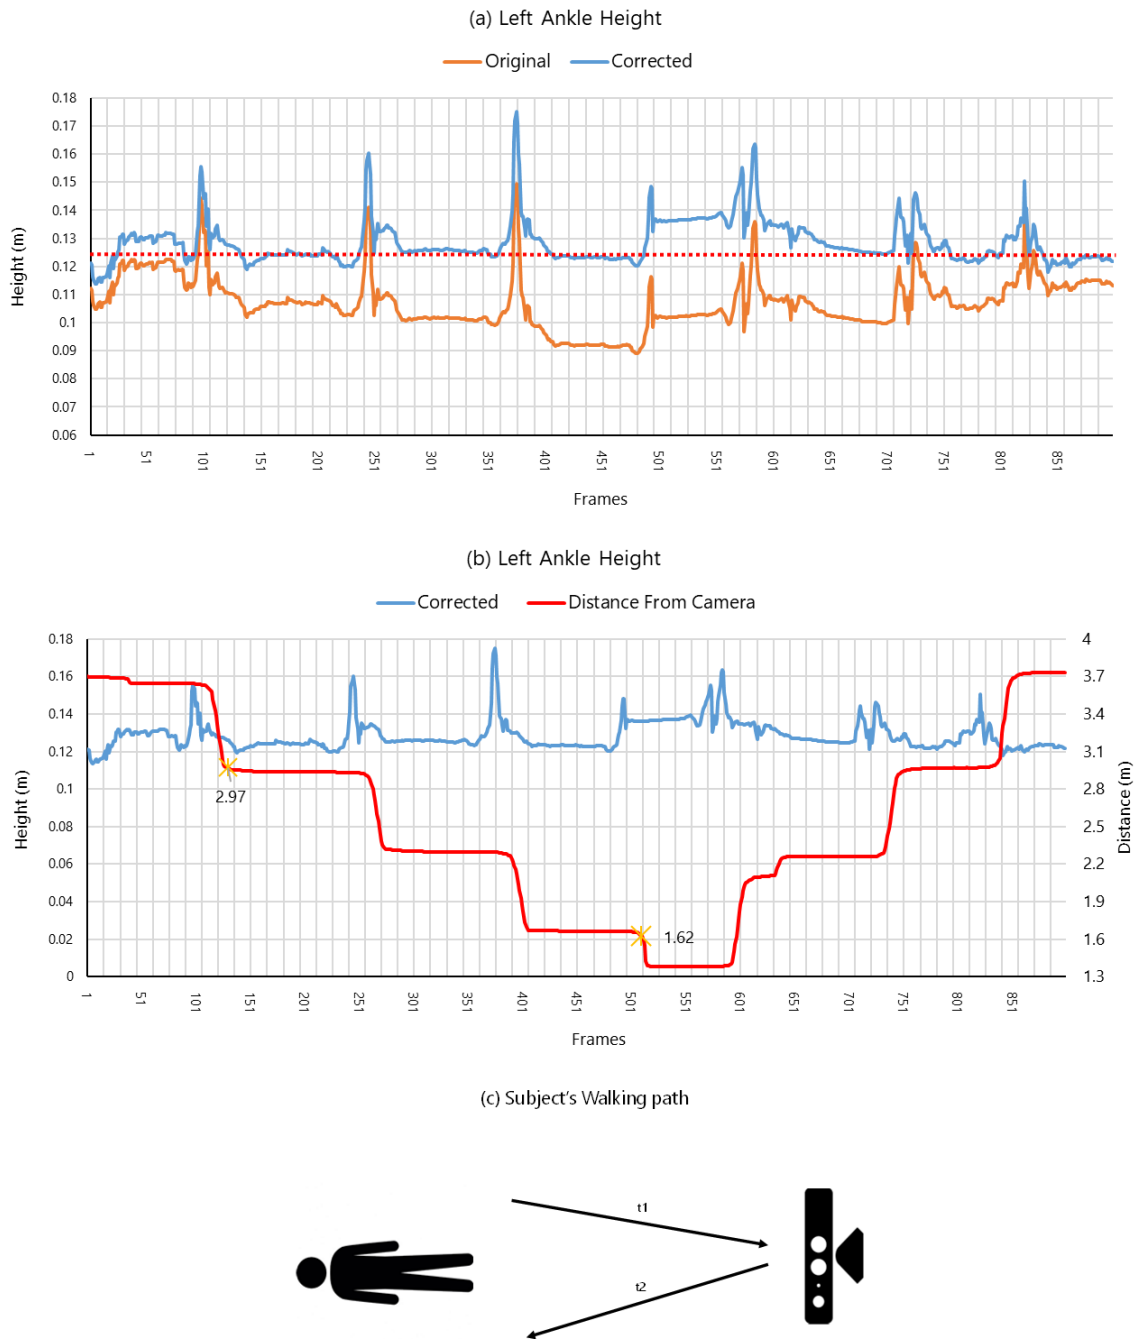 (a) Left Ankle Height
Original Corrected
0.18
0.17
0.16
0.15
0.14
0.13
0.12
0.11
0.1
0.09
0.08
0.07
0.06
Height (m)
1 51 101 151 201 251 301 351 401 451 501 551 601 651 701 751 801 851
Frames
(b) Left Ankle Height
Corrected Distance From Camera
0.18
0.16
0.14
0.12
0.1
0.08
0.06
0.04
0.02
0
Height (m)
4
3.7
3.4
3.1
2.8
2.5
2.2
1.9
1.6
1.3
Distance (m)
2.97
1.62
1 51 101 151 201 251 301 351 401 451 501 551 601 651 701 751 801 851
Frames
(c) Subject's Walking path
t1
t2